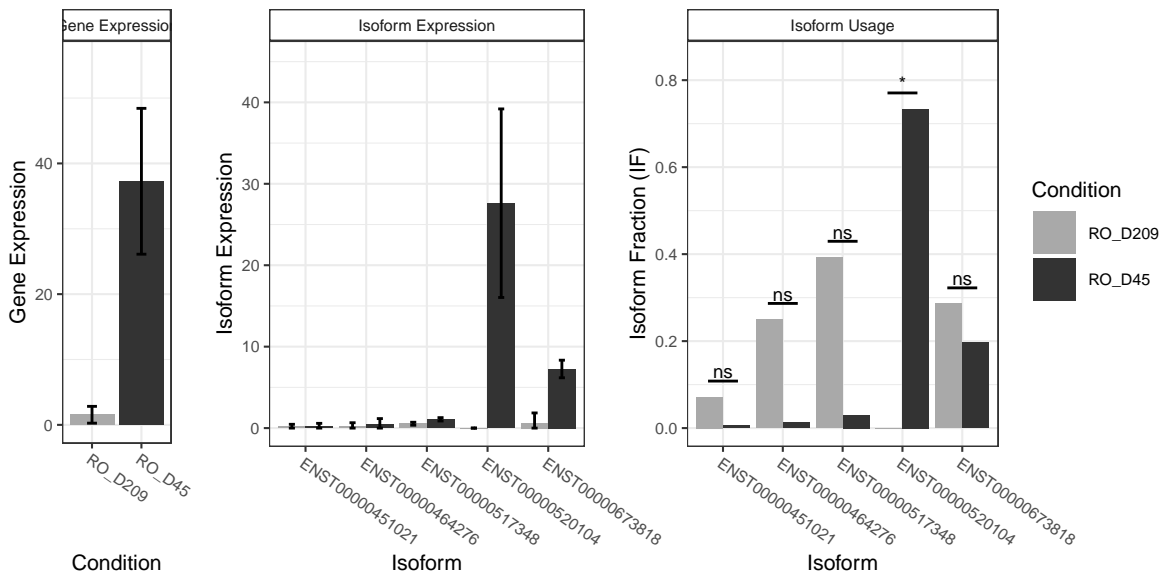 Gene Expression
Isoform Expression
Isoform Usage
Gene Expression
40
20
0
RO_D209
RO_D45
Condition
Isoform Expression
40
30
20
10
0
ENST00000451021
ENST00000464276
ENST00000517348
ENST00000520104
ENST00000673818
Isoform
Isoform Fraction (IF)
0.8
0.6
0.4
0.2
0.0
ns
ns
ns
*
ns
ENST00000451021
ENST00000464276
ENST00000517348
ENST00000520104
ENST00000673818
Isoform
Condition
RO_D209
RO_D45